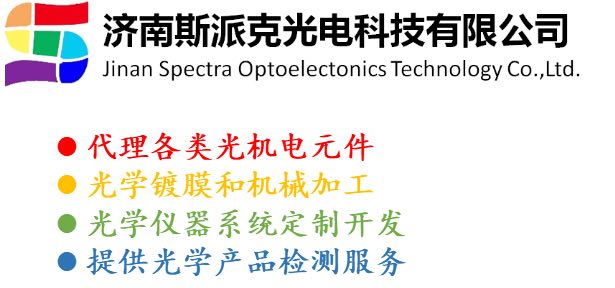 济南斯派克光电科技有限公司
Jinan Spectra Optoelectonics Technology Co.,Ltd.
代理各类光机电元件
光学镀膜和机械加工
光学仪器系统定制开发
提供光学产品检测服务